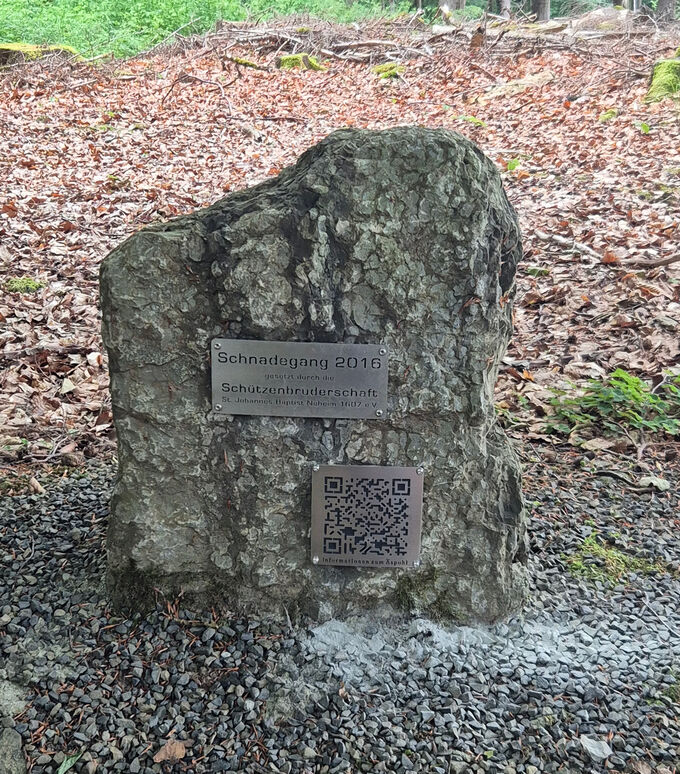 Schnadegang 2016
gesetzt durch die
Schützenbruderschaft
St. Johannes Baptist Neheim 1607 e.V.
Informationen zum Aspohl